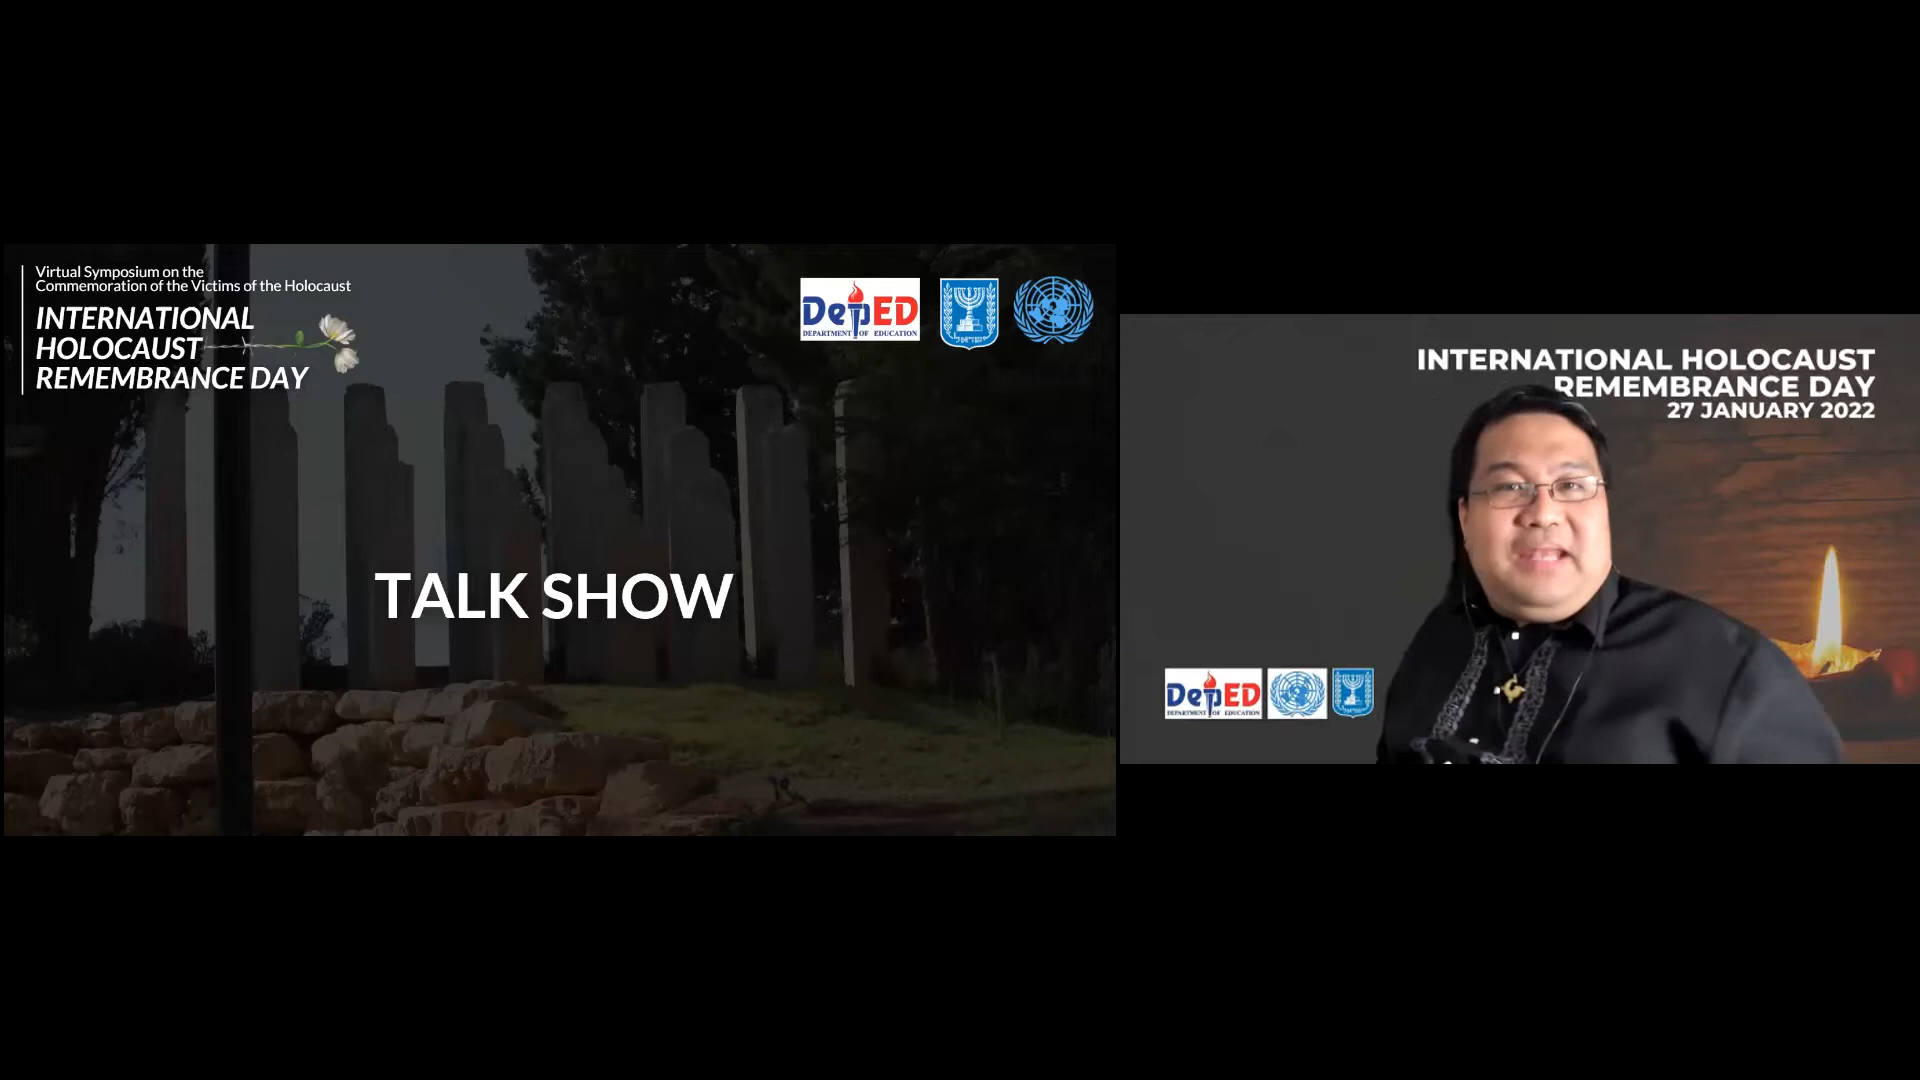 Virtual Symposium on the
Commemoration of the Victims of the Holocaust
INTERNATIONAL
HOLOCAUST
REMEMBRANCE DAY
DepED
DEPARTMENT OF EDUCATION
TALK SHOW
INTERNATIONAL HOLOCAUST
REMEMBRANCE DAY
27 JANUARY 2022
DepED
DEPARTMENT OF EDUCATION